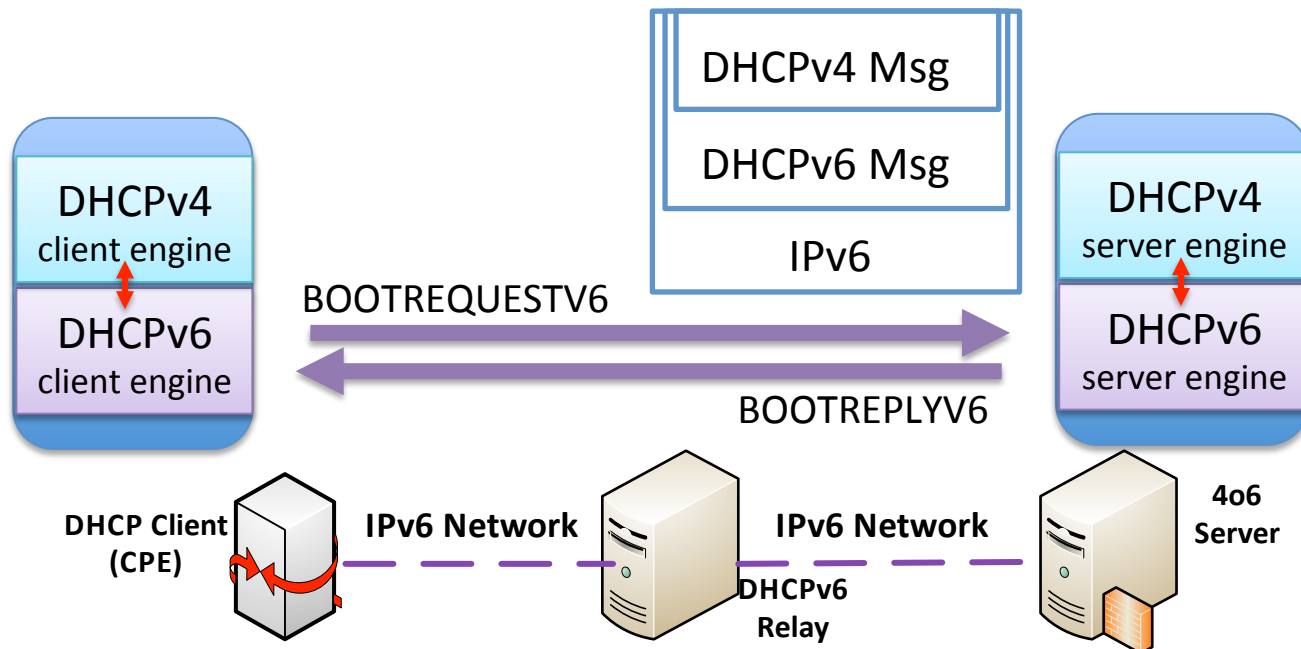 DHCPv4 Msg
DHCPv6 Msg
IPv6
DHCPv4
client engine
DHCPv6
client engine
BOOTREQUESTV6
BOOTREPLYV6
DHCPv4
server engine
DHCPv6
server engine
DHCP Client
(CPE)
IPv6 Network
DHCPv6
Relay
IPv6 Network
4o6
Server